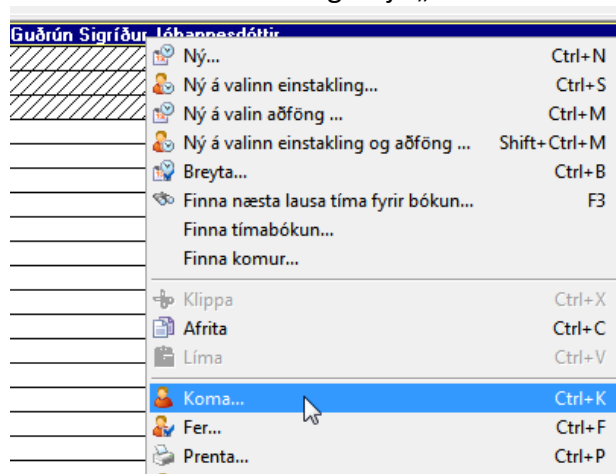 Guðrún Sigríður Jóhannesdóttir
Ný... Ctrl+N
Ný á valinn einstakling... Ctrl+S
Ný á valin aðföng ... Ctrl+M
Ný á valinn einstakling og aðföng ... Shift+Ctrl+M
Breyta... Ctrl+B
Finna næsta lausa tíma fyrir bókun... F3
Finna tímabókun...
Finna komur...
Klippa Ctrl+X
Afrita Ctrl+C
Líma Ctrl+V
Koma... Ctrl+K
Fer... Ctrl+F
Prenta... Ctrl+P